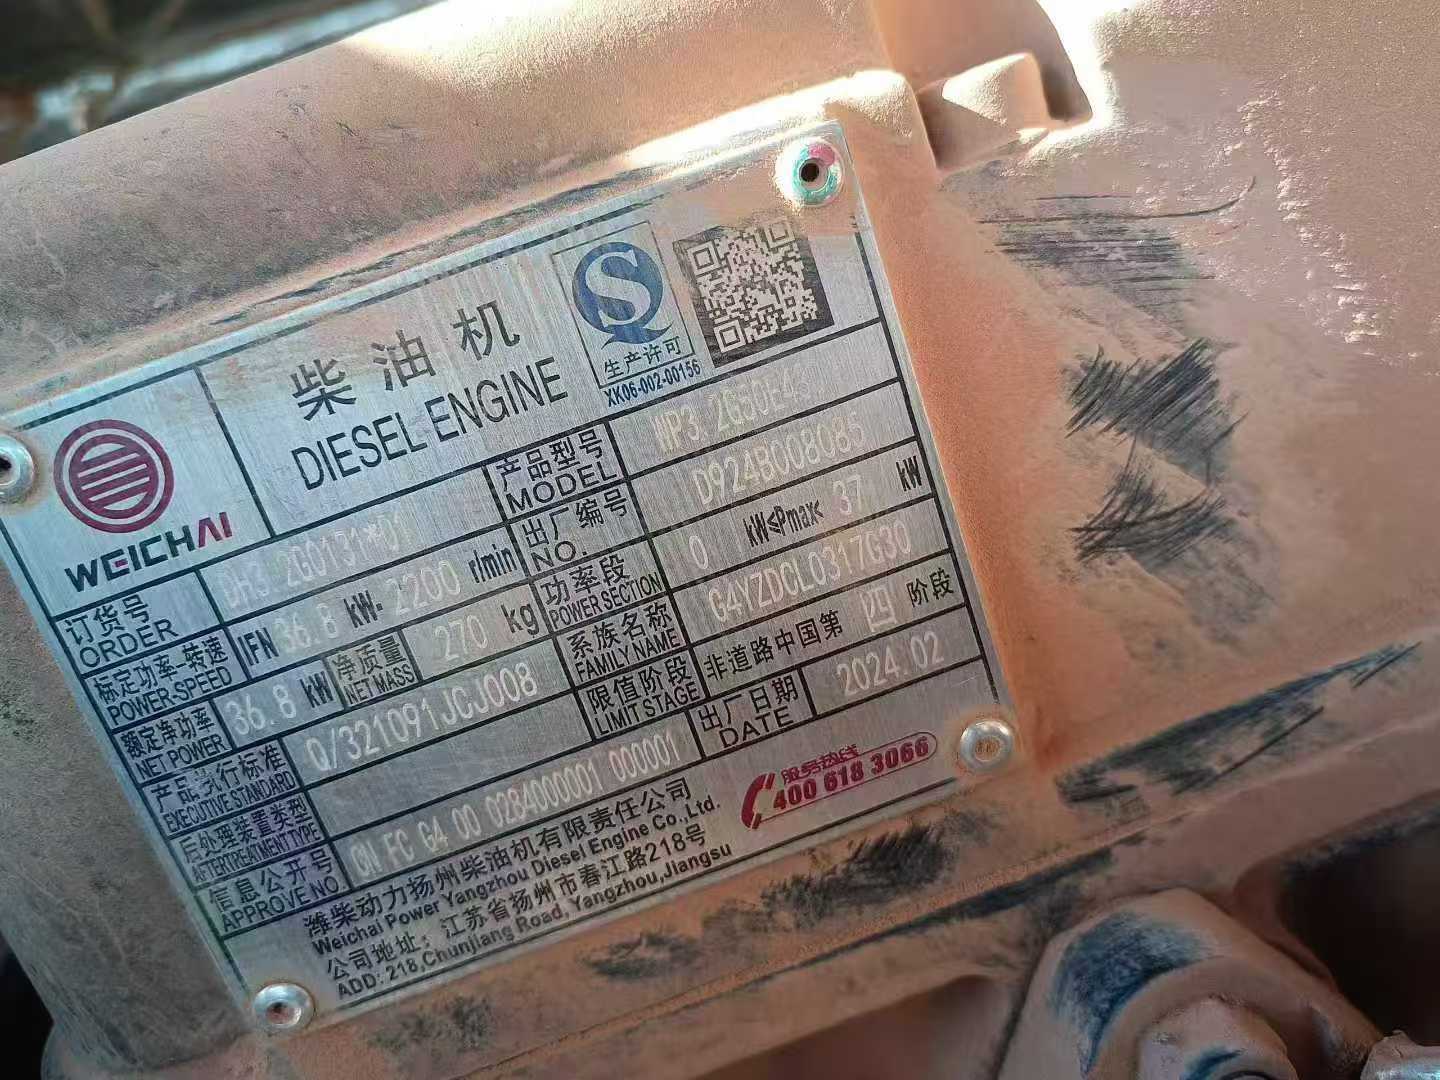 WEICHAI
柴油机
DIESEL ENGINE
生产许可
XK06-002-00156
产品型号 MODEL WP3.2G50E4
订货号 ORDER DH3.2G0131*01
出厂编号 NO. D924B008085
标定功率-转速 POWER.SPEED IFN 36.8 kW- 2200 r/min
功率段 POWER SECTION 0 kW≤Pmax< 37 kW
额定净功率 NET POWER 36.8 kW
净质量 NET MASS 270 kg
系族名称 FAMILY NAME G4YZDCL0317G30
产品执行标准 EXECUTIVE STANDARD Q/321091JCJ008
限值阶段 LIMIT STAGE 非道路中国第 四 阶段
后处理装置类型 AFTERTREATMENT TYPE
出厂日期 DATE 2024.02
信息公开号 APPROVE NO. CN FC G4 00 0284000001 000001
潍柴动力扬州柴油机有限责任公司
Weichai Power Yangzhou Diesel Engine Co.,Ltd.
公司地址: 江苏省扬州市春江路218号
ADD: 218,Chunjiang Road, Yangzhou,Jiangsu
服务热线
400 618 3066